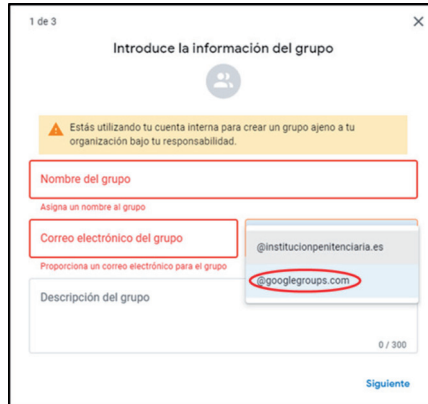 1 de 3
Introduce la información del grupo
Estás utilizando tu cuenta interna para crear un grupo ajeno a tu
organización bajo tu responsabilidad.
Nombre del grupo
Asigna un nombre al grupo
Correo electrónico del grupo
@institucionpenitenciaria.es
@googlegroups.com
Proporciona un correo electrónico para el grupo
Descripción del grupo
0 / 300
Siguiente